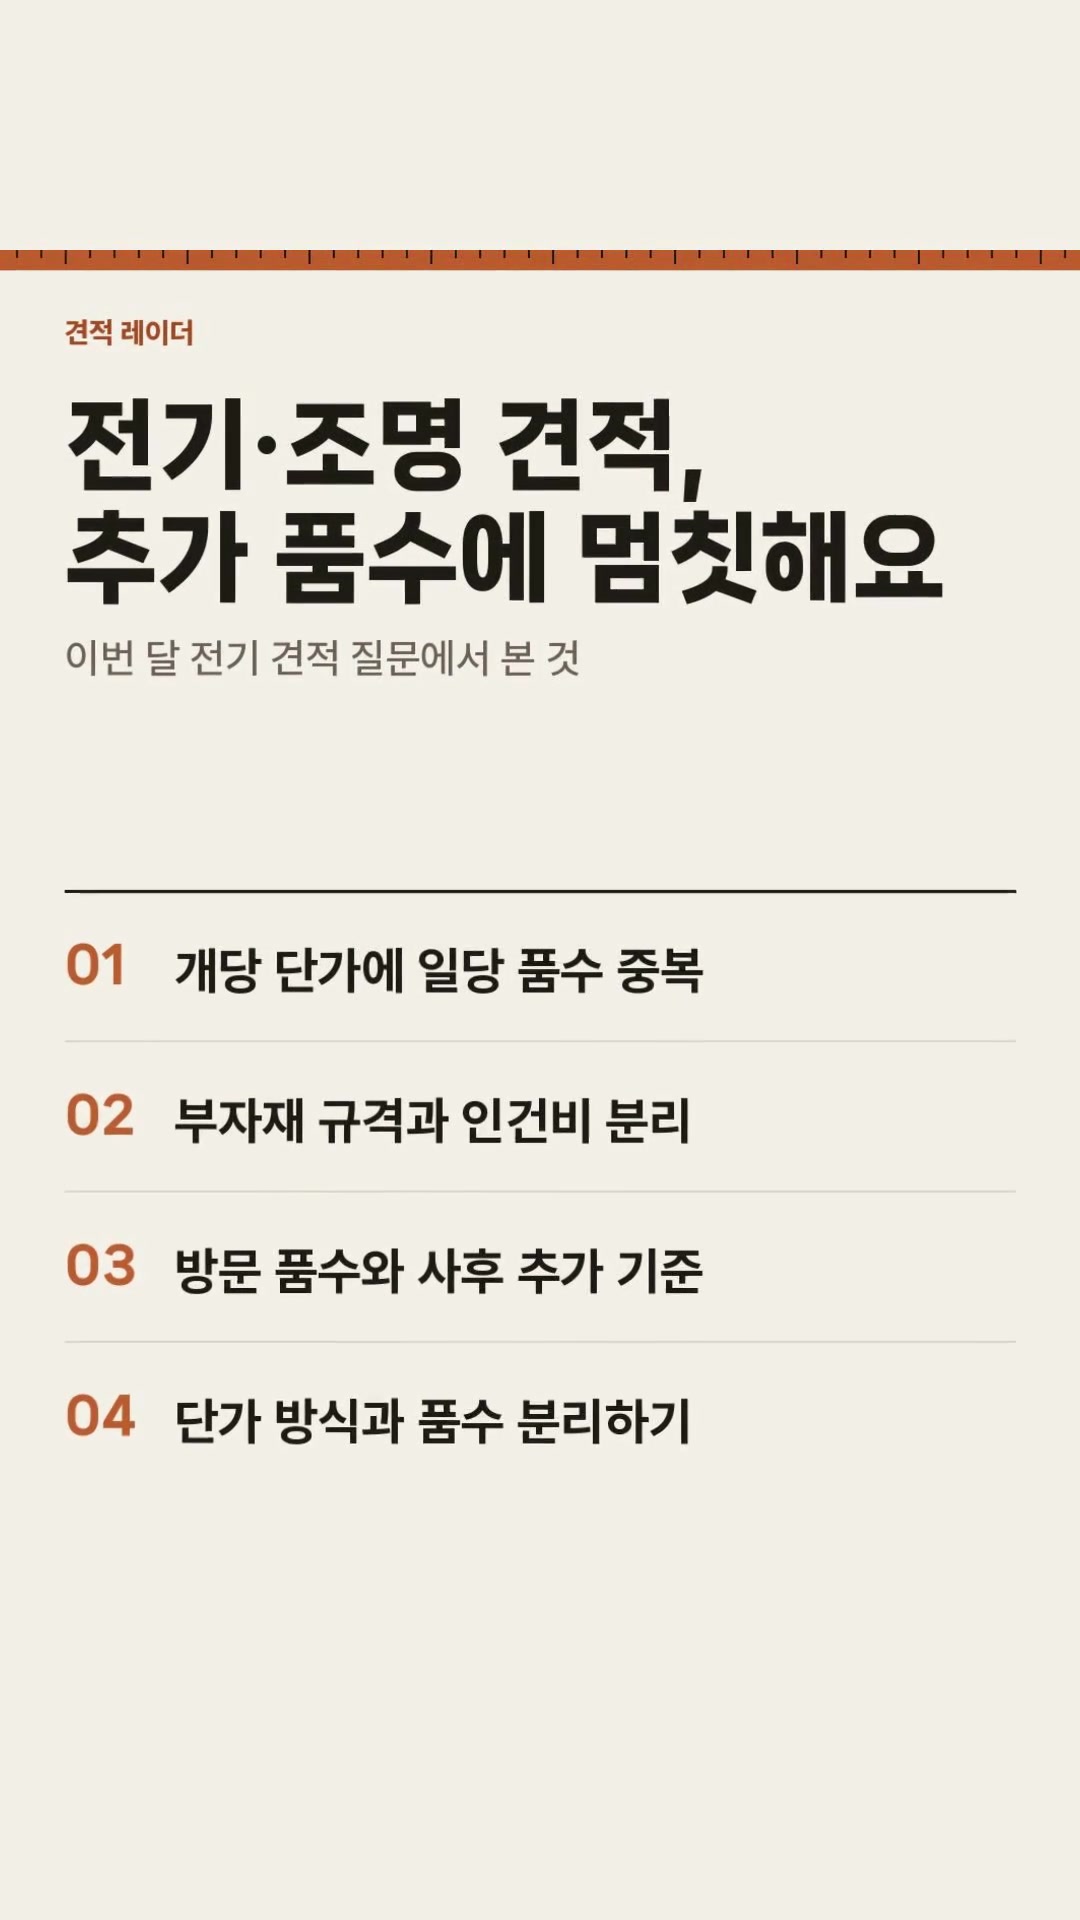 견적 레이더
전기·조명 견적,
추가 품수에 멈칫해요
이번 달 전기 견적 질문에서 본 것
01 개당 단가에 일당 품수 중복
02 부자재 규격과 인건비 분리
03 방문 품수와 사후 추가 기준
04 단가 방식과 품수 분리하기